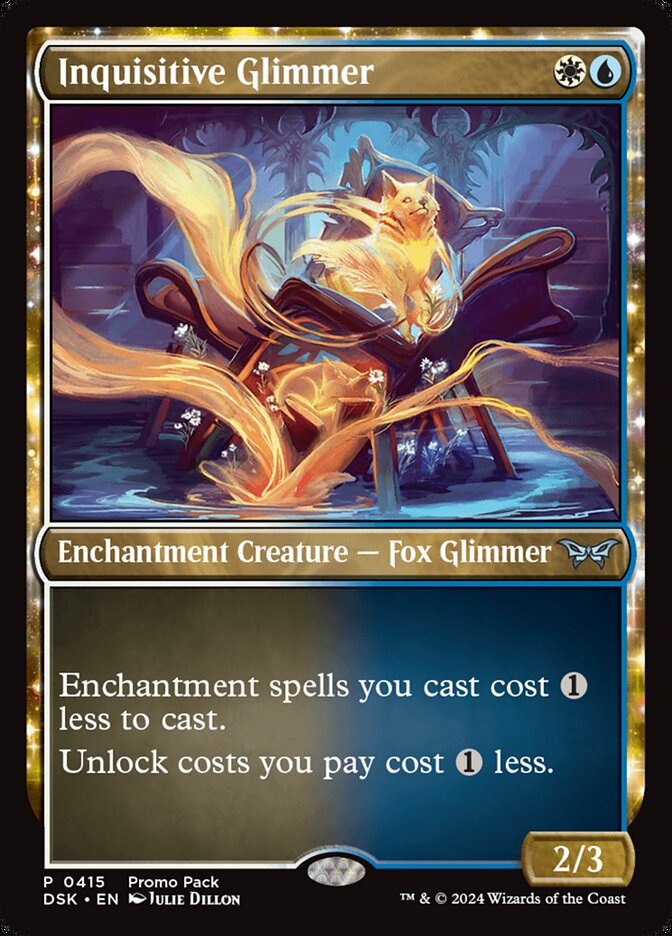 Inquisitive Glimmer
Enchantment Creature — Fox Glimmer
Enchantment spells you cast cost 1
less to cast.
Unlock costs you pay cost 1 less.
2/3
P 0415 Promo Pack
DSK • EN Julie Dillon
™ & © 2024 Wizards of the Coast